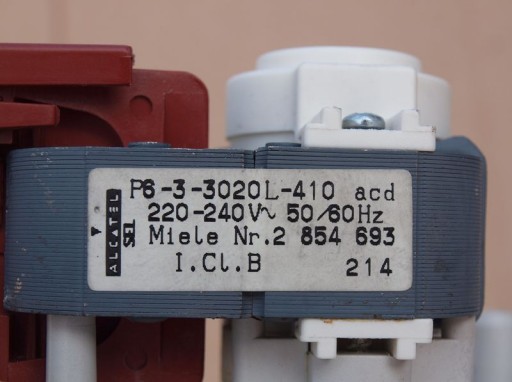 P6-3-3020L-410 acd
220-240V~ 50/60Hz
Miele Nr.2 854 693
I.Cl.B 214
ALCATEL
SEL